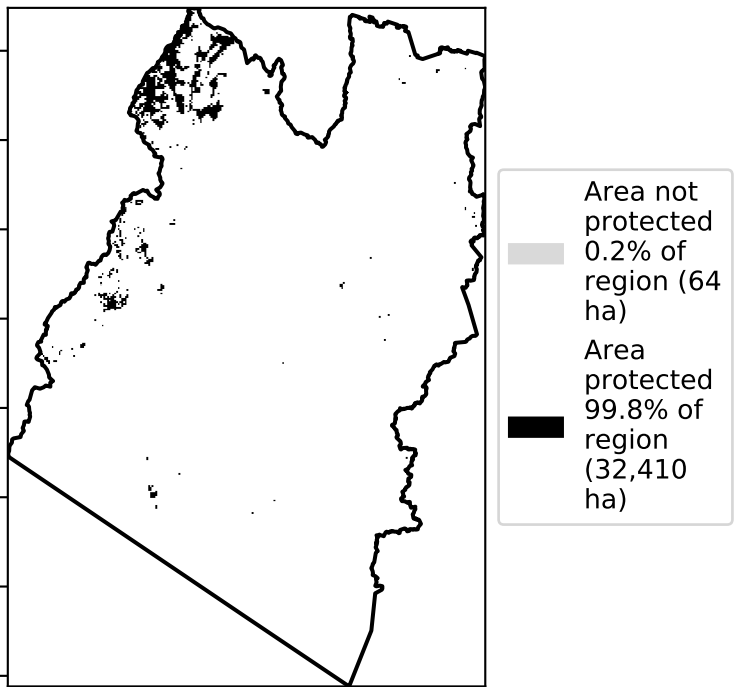 Area not
protected
0.2% of
region (64
ha)
Area
protected
99.8% of
region
(32,410
ha)